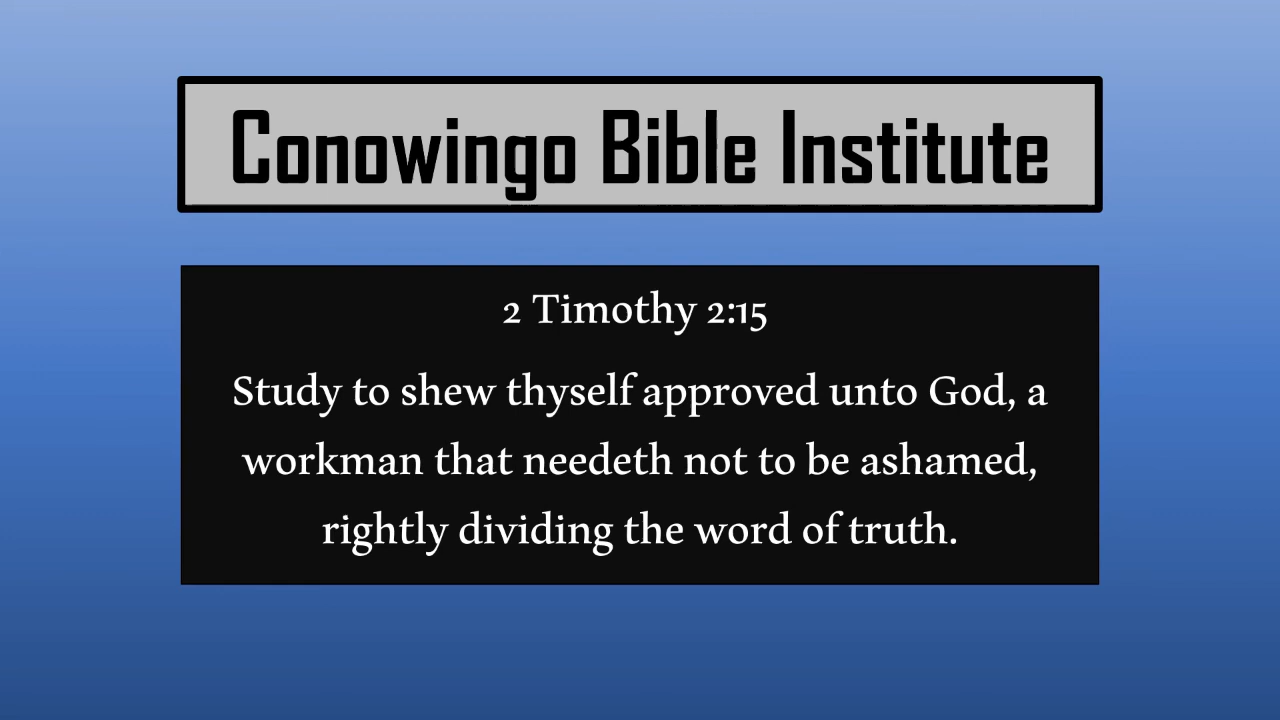 Conowingo Bible Institute
2 Timothy 2:15
Study to shew thyself approved unto God, a
workman that needeth not to be ashamed,
rightly dividing the word of truth.